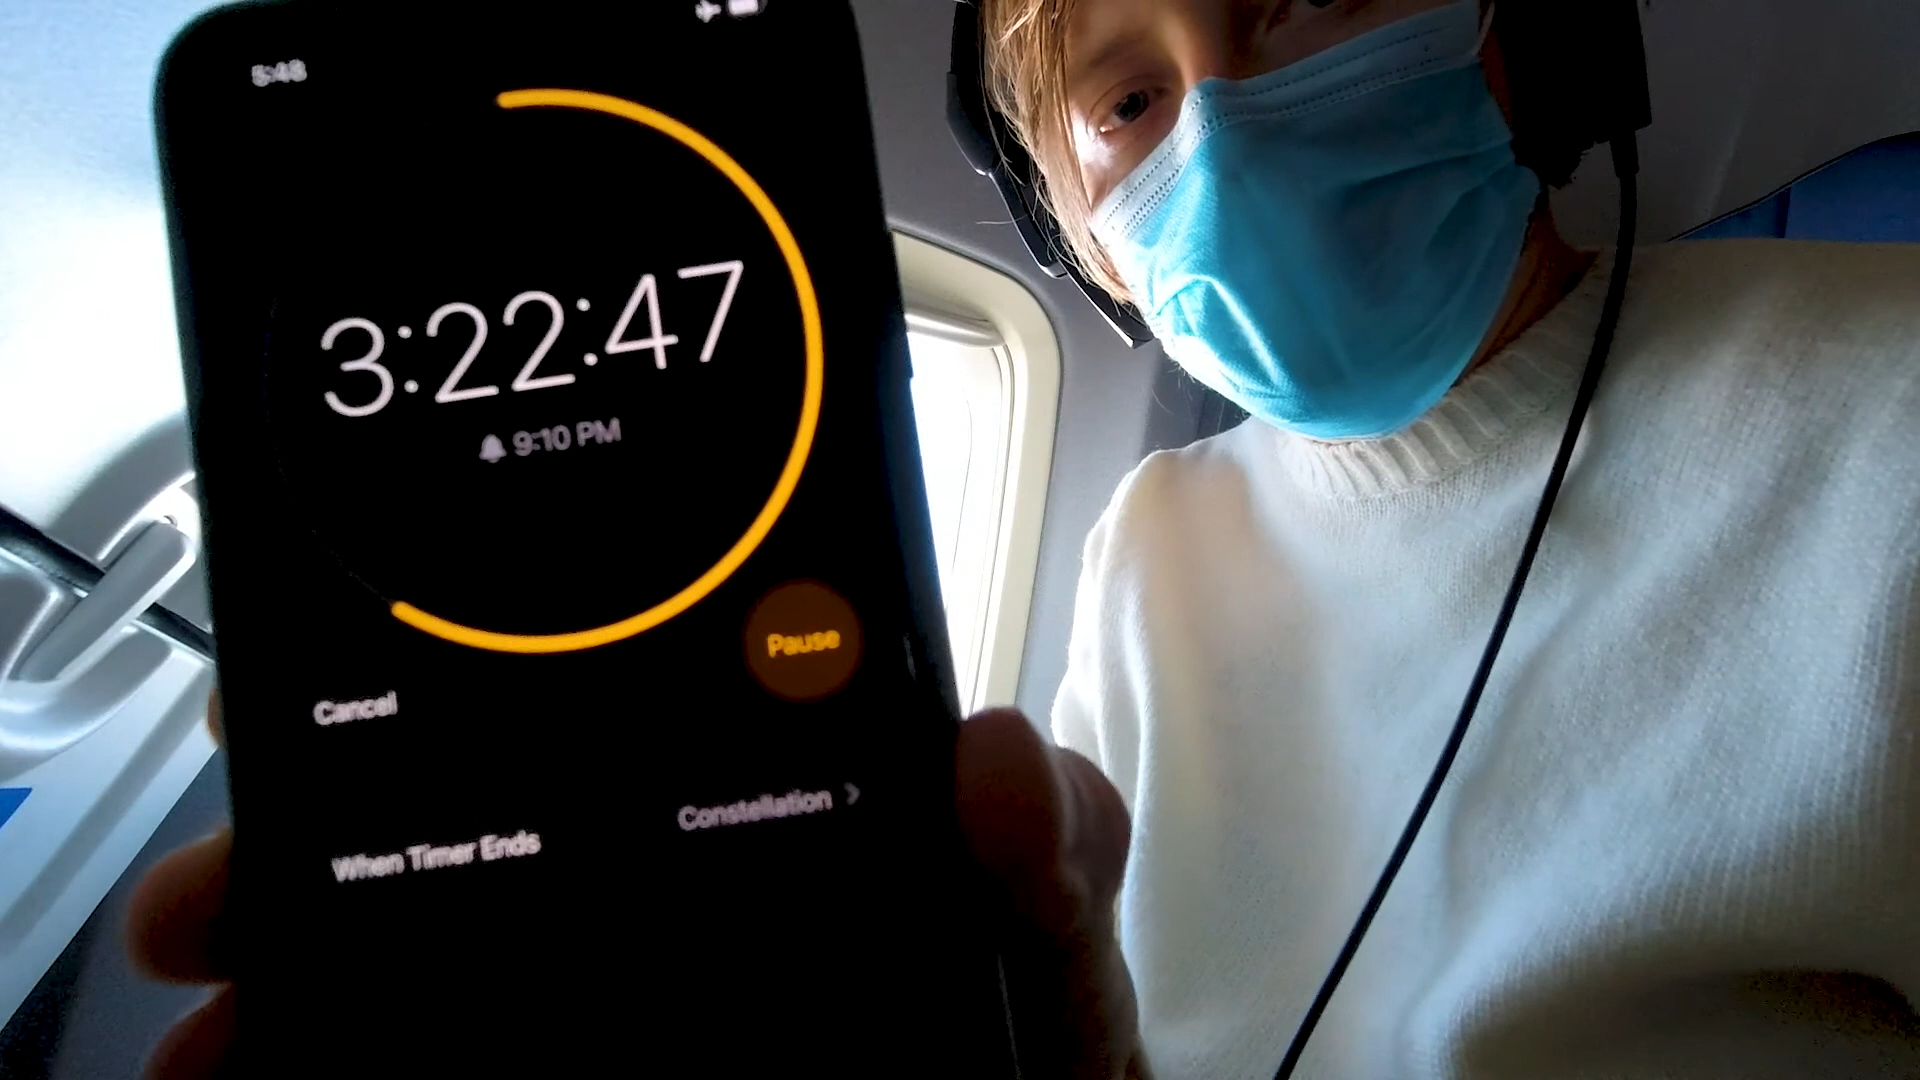 5:48
3:22:47
9:10 PM
Cancel
Pause
When Timer Ends
Constellation >